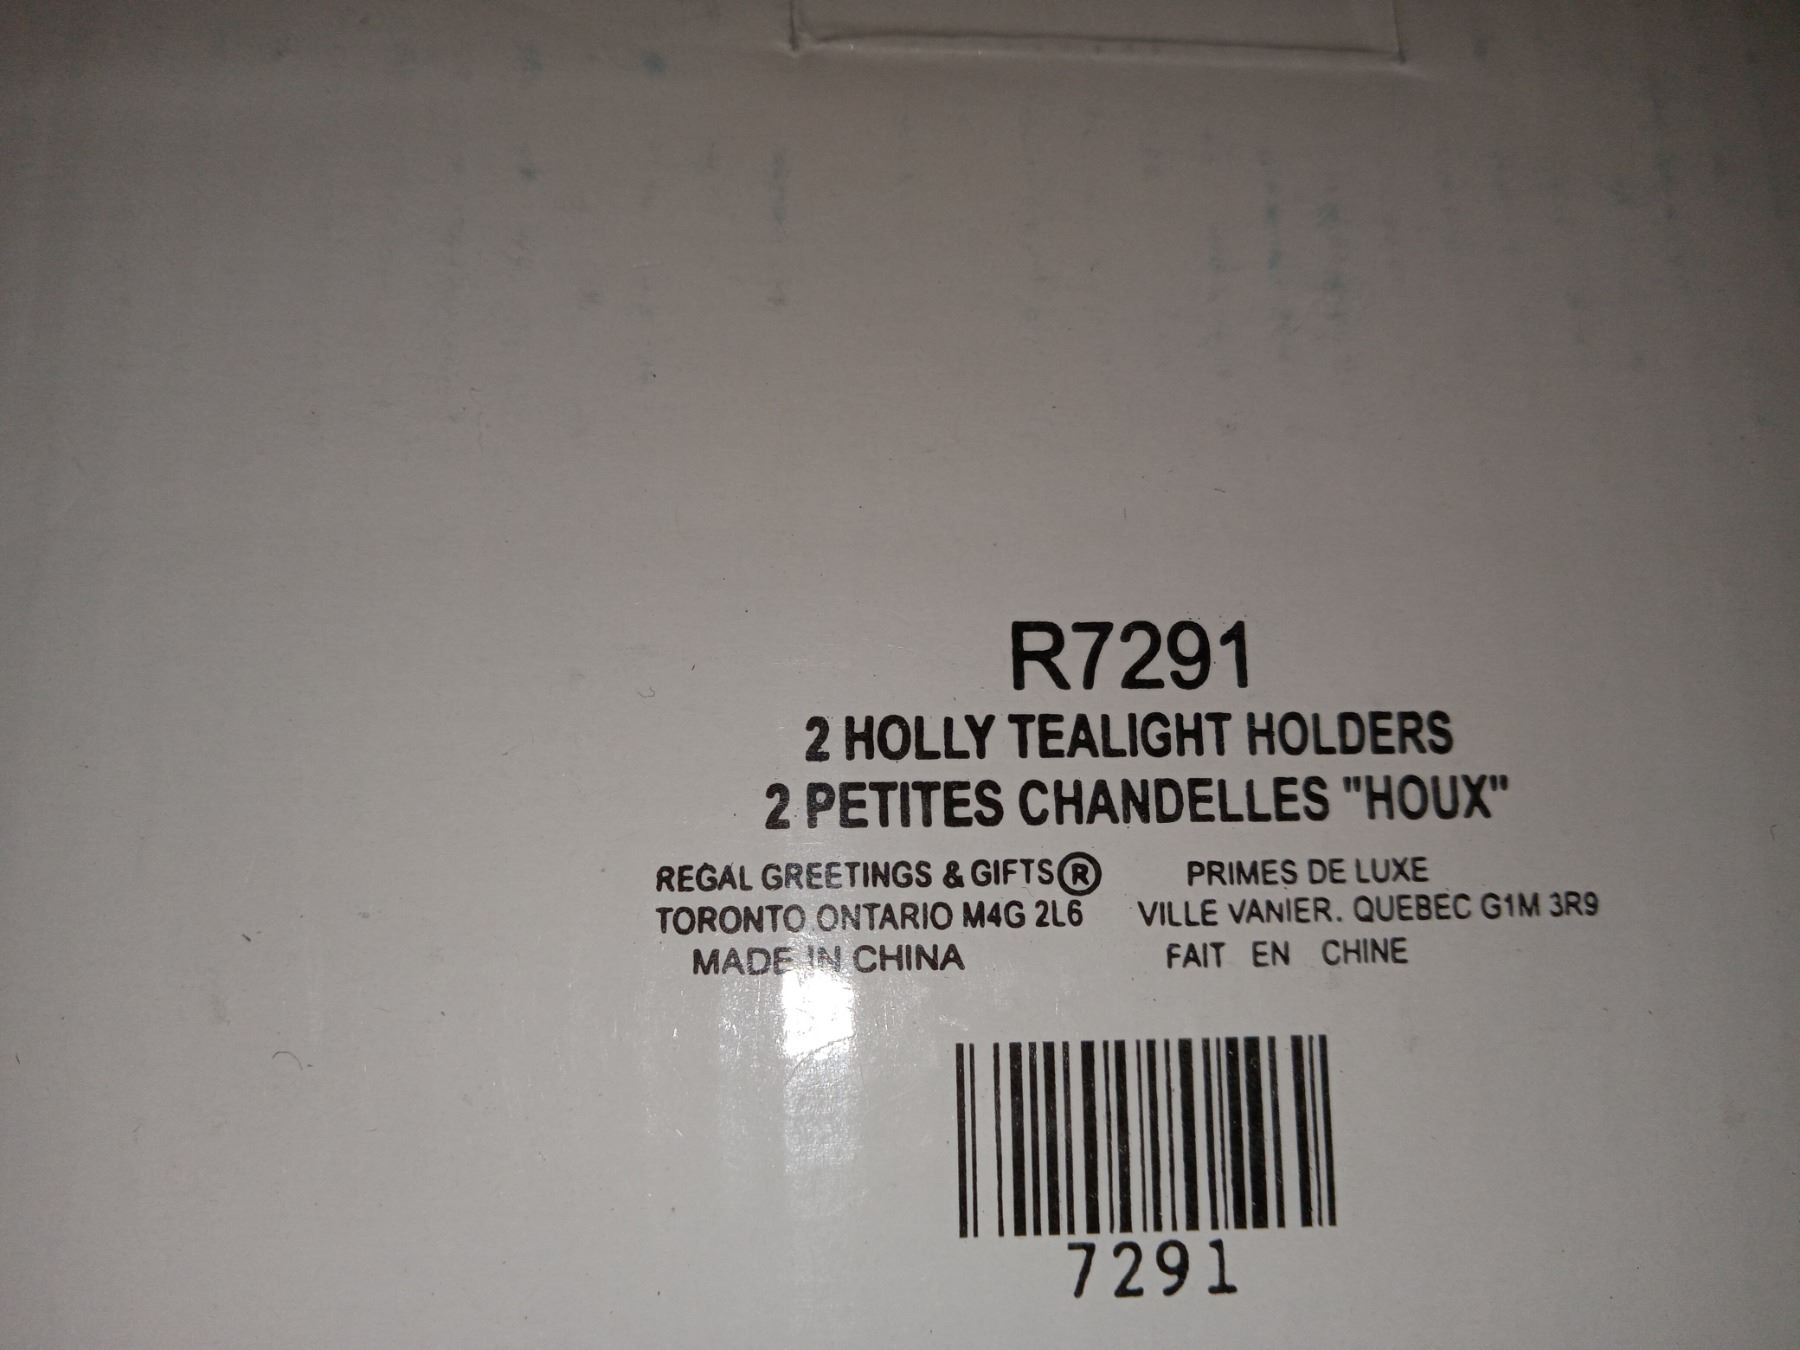 R7291
2 HOLLY TEALIGHT HOLDERS
2 PETITES CHANDELLES "HOUX"
REGAL GREETINGS & GIFTS® PRIMES DE LUXE
TORONTO ONTARIO M4G 2L6 VILLE VANIER. QUEBEC G1M 3R9
MADE IN CHINA FAIT EN CHINE
7291